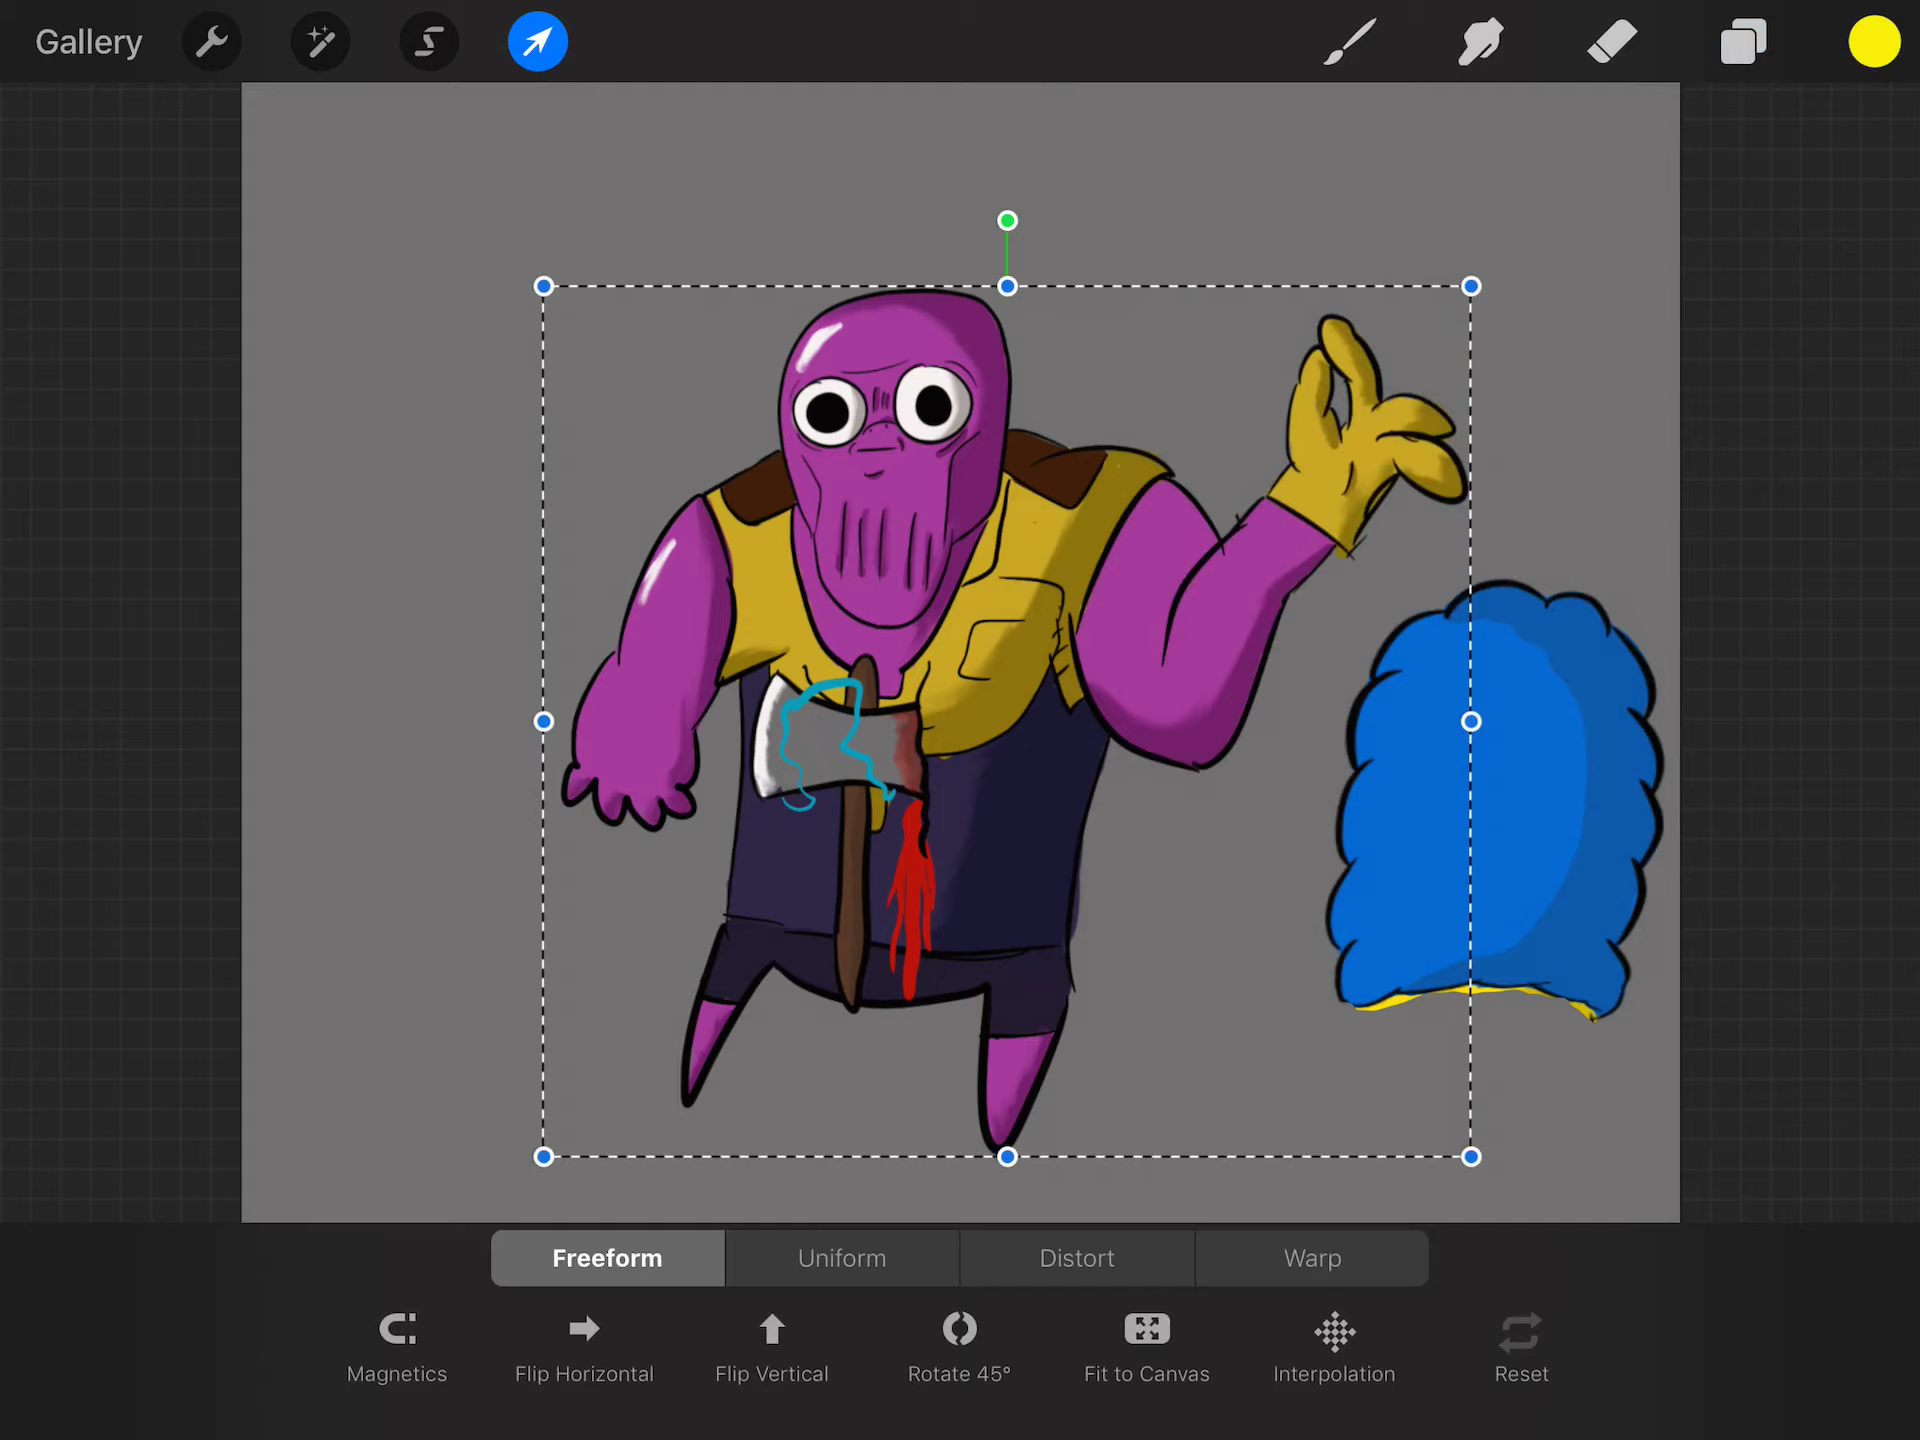 Gallery
Freeform Uniform Distort Warp
Magnetics Flip Horizontal Flip Vertical Rotate 45° Fit to Canvas Interpolation Reset